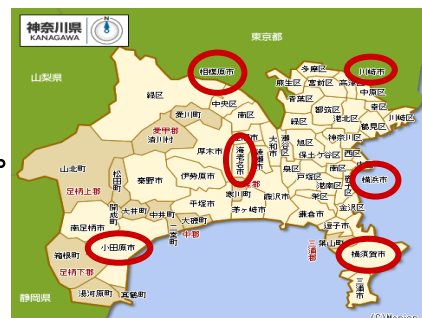 神奈川県
KANAGAWA
東京都
山梨県
相模原市
川崎市
多摩区
麻生区
宮前区
高津区
中原区
緑区
中央区
青葉区
幸区
愛川町
南区
都筑区
港北区
川崎区
鶴見区
愛甲郡
清川村
緑区
神奈川区
座間市
大和市
瀬谷区
旭区
西区
厚木市
海老名市
綾瀬市
保土ヶ谷区
山北町
松田町
秦野市
伊勢原市
泉区
戸塚区
横浜市
足柄上郡
寒川町
藤沢市
港南区
栄区
金沢区
開成町
大井町
中井町
平塚市
茅ヶ崎市
鎌倉市
大磯町
南足柄市
二宮町
中郡
逗子市
小田原市
葉山町
横須賀市
箱根町
三浦郡
足柄下郡
三浦市
静岡県
湯河原町
真鶴町